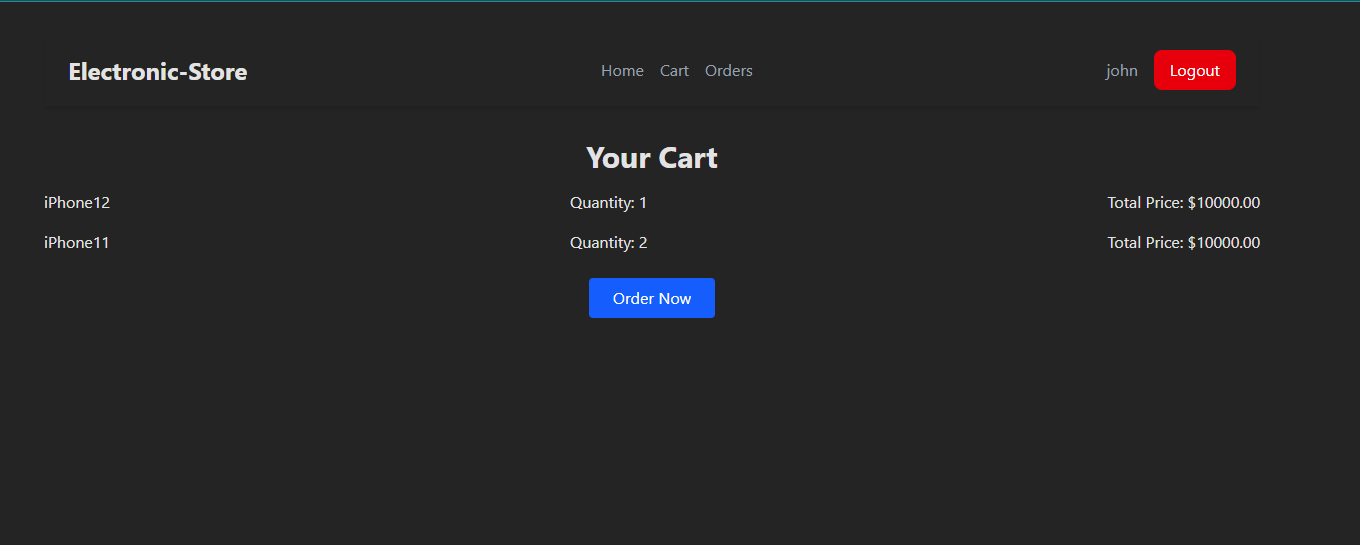 Electronic-Store Home Cart Orders john Logout
Your Cart
iPhone12 Quantity: 1 Total Price: $10000.00
iPhone11 Quantity: 2 Total Price: $10000.00
Order Now